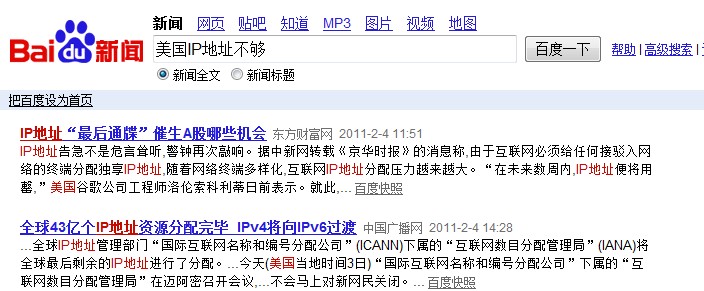 Bai du 新闻
新闻 网页 贴吧 知道 MP3 图片 视频 地图
美国IP地址不够 百度一下 帮助 | 高级搜索 |
新闻全文 新闻标题
把百度设为首页
IP地址“最后通牒”催生A股哪些机会 东方财富网 2011-2-4 11:51
IP地址告急不是危言耸听,警钟再次敲响。据中新网转载《京华时报》的消息称,由于互联网必须给任何接驳入网
络的终端分配独享IP地址,随着网络终端多样化,互联网IP地址分配压力越来越大。“在未来数周内,IP地址便将用
罄,”美国谷歌公司工程师洛伦索科利蒂日前表示。就此,... 百度快照
全球43亿个IP地址资源分配完毕 IPv4将向IPv6过渡 中国广播网 2011-2-4 14:28
...全球IP地址管理部门“国际互联网名称和编号分配公司”(ICANN)下属的“互联网数目分配管理局”(IANA)将
全球最后剩余的IP地址进行了分配。...今天(美国当地时间3日)“国际互联网名称和编号分配公司”下属的“互
联网数目分配管理局”在迈阿密召开会议,...不会马上对新网民关闭。... 百度快照